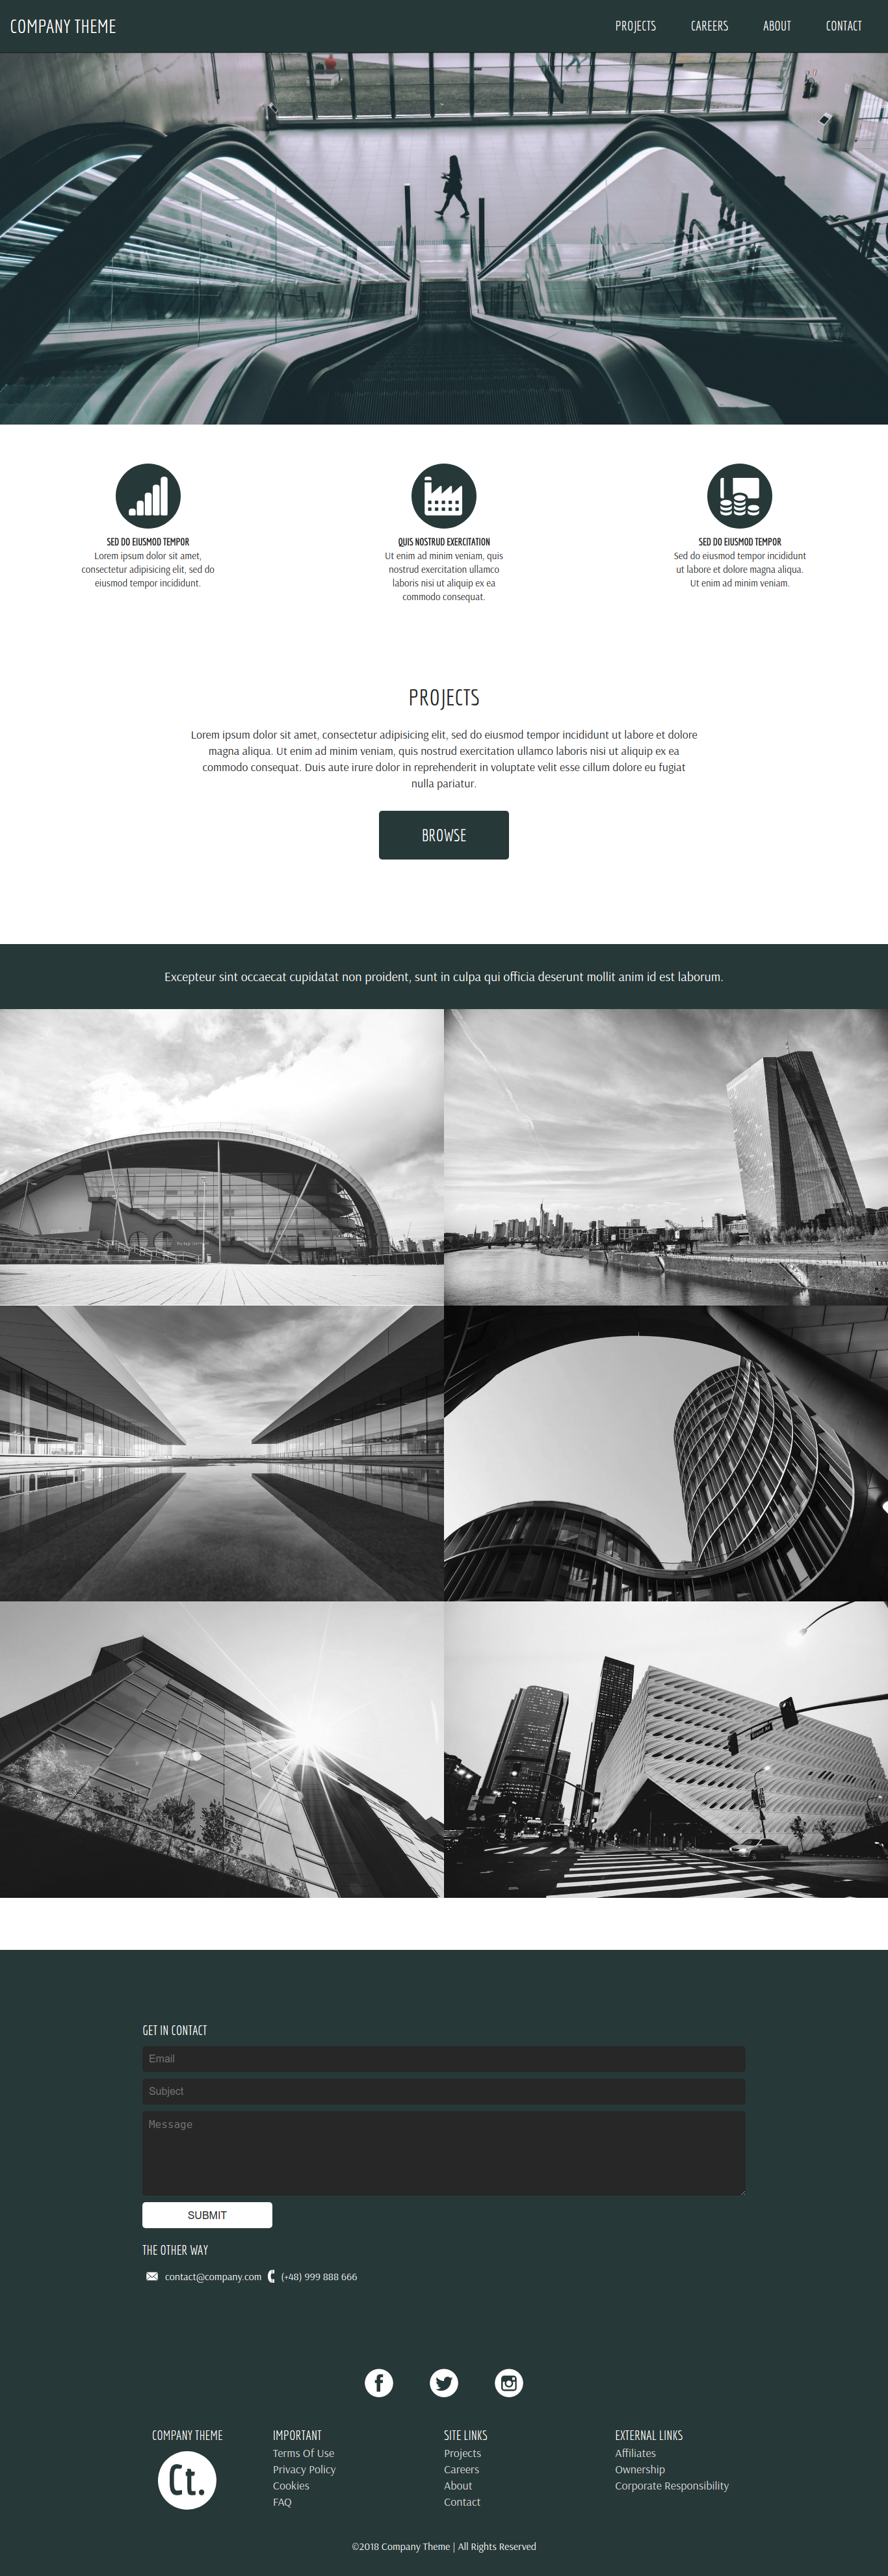 COMPANY THEME
PROJECTS CAREERS ABOUT CONTACT
SED DO EIUSMOD TEMPOR
Lorem ipsum dolor sit amet,
consectetur adipisicing elit, sed do
eiusmod tempor incididunt.
QUIS NOSTRUD EXERCITATION
Ut enim ad minim veniam, quis
nostrud exercitation ullamco
laboris nisi ut aliquip ex ea
commodo consequat.
SED DO EIUSMOD TEMPOR
Sed do eiusmod tempor incididunt
ut labore et dolore magna aliqua.
Ut enim ad minim veniam.
PROJECTS
Lorem ipsum dolor sit amet, consectetur adipisicing elit, sed do eiusmod tempor incididunt ut labore et dolore
magna aliqua. Ut enim ad minim veniam, quis nostrud exercitation ullamco laboris nisi ut aliquip ex ea
commodo consequat. Duis aute irure dolor in reprehenderit in voluptate velit esse cillum dolore eu fugiat
nulla pariatur.
BROWSE
Excepteur sint occaecat cupidatat non proident, sunt in culpa qui officia deserunt mollit anim id est laborum.
GET IN CONTACT
Email
Subject
Message
SUBMIT
THE OTHER WAY
contact@company.com (+48) 999 888 666
COMPANY THEME
Ct.
IMPORTANT
Terms Of Use
Privacy Policy
Cookies
FAQ
SITE LINKS
Projects
Careers
About
Contact
EXTERNAL LINKS
Affiliates
Ownership
Corporate Responsibility
©2018 Company Theme | All Rights Reserved